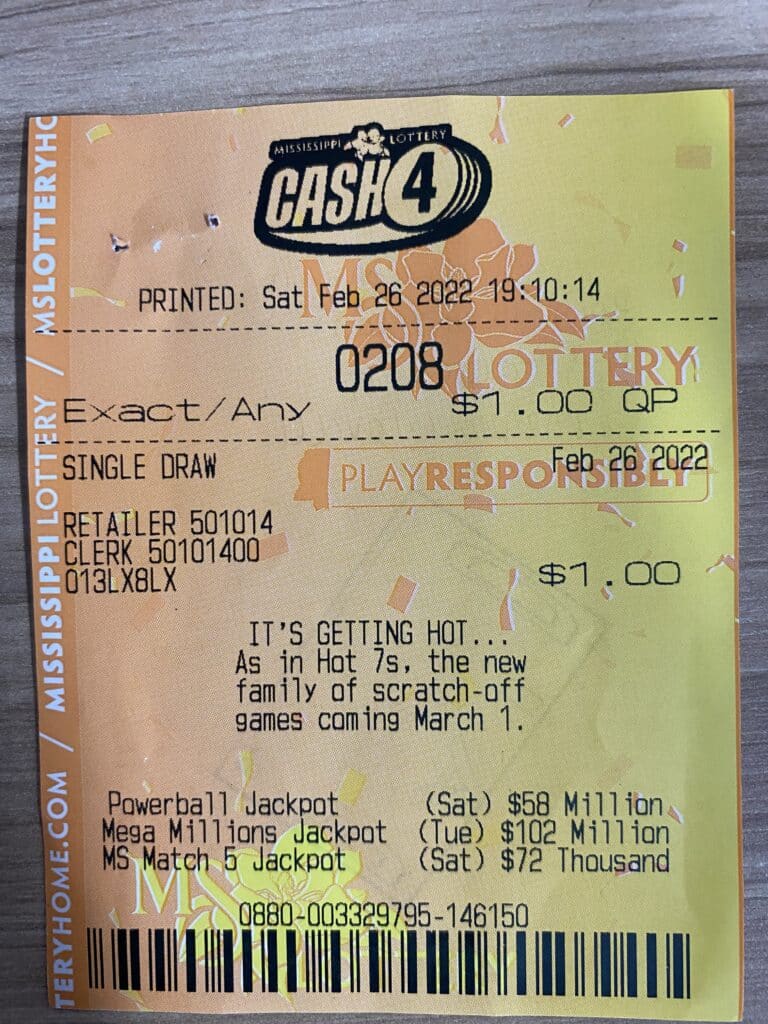 MISSISSIPPI LOTTERY
CASH 4
PRINTED: Sat Feb 26 2022 19:10:14
MS
LOTTERY
0208
Exact/Any $1.00 QP
SINGLE DRAW Feb 26 2022
PLAYRESPONSIBLY
RETAILER 501014
CLERK 50101400
013LX8LX $1.00
IT'S GETTING HOT...
As in Hot 7s, the new
family of scratch-off
games coming March 1.
Powerball Jackpot (Sat) $58 Million
Mega Millions Jackpot (Tue) $102 Million
MS Match 5 Jackpot (Sat) $72 Thousand
MS
0880-003329795-146150
TERYHOME.COM / MISSISSIPPI LOTTERY / MSLOTTERYHO